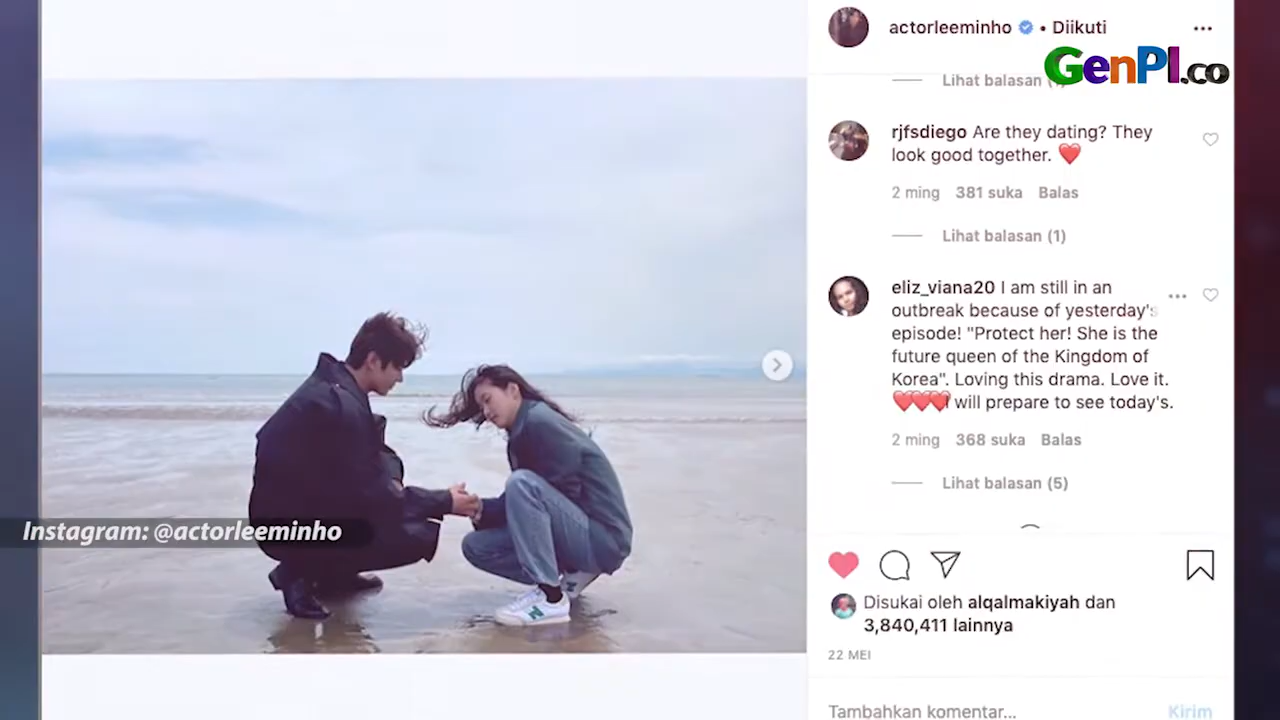 actorleeminho • Diikuti
GenPI.co
Lihat balasan
rjfsdiego Are they dating? They
look good together. ❤️
2 ming 381 suka Balas
Lihat balasan (1)
eliz_viana20 I am still in an
outbreak because of yesterday's
episode! "Protect her! She is the
future queen of the Kingdom of
Korea". Loving this drama. Love it.
❤️❤️❤️I will prepare to see today's.
2 ming 368 suka Balas
Lihat balasan (5)
Instagram: @actorleeminho
N
Disukai oleh alqalmakiyah dan
3,840,411 lainnya
22 MEI
Tambahkan komentar... Kirim